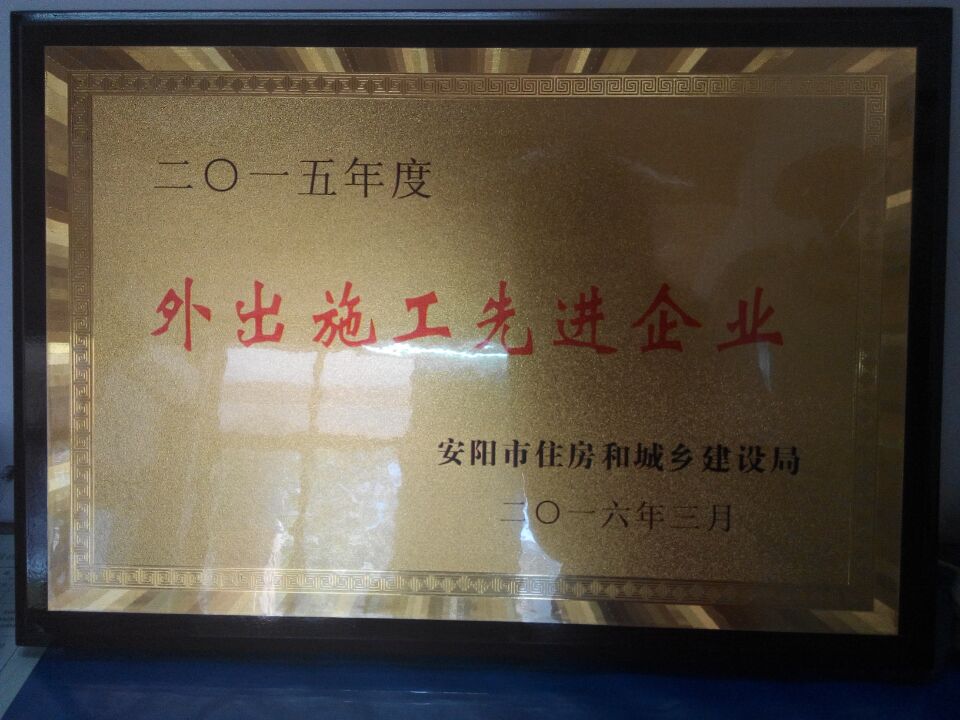 二〇一五年度
外出施工先进企业
安阳市住房和城乡建设局
二〇一六年三月